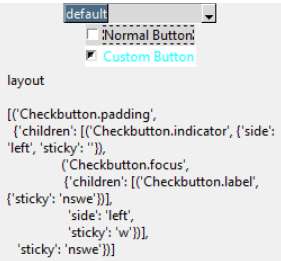 default
Normal Button
Custom Button
layout
[('Checkbutton.padding',
{'children': [('Checkbutton.indicator', {'side':
'left', 'sticky': ''}),
('Checkbutton.focus',
{'children': [('Checkbutton.label',
{'sticky': 'nswe'})],
'side': 'left',
'sticky': 'w'})],
'sticky': 'nswe'})]